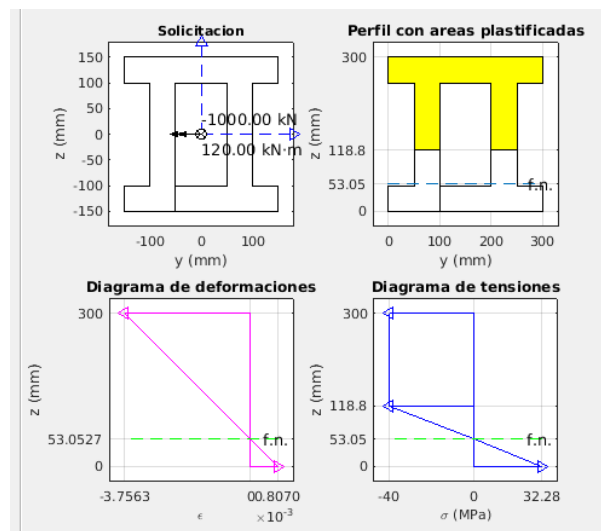 Solicitacion
150
100
50
0
-50
-100
-150
z (mm)
-1000.00 kN
120.00 kN·m
-100
0
100
y (mm)
Perfil con areas plastificadas
300
118.8
53.05
0
z (mm)
f.n.
0
100
200
300
y (mm)
Diagrama de deformaciones
300
53.0527
0
z (mm)
f.n.
-3.7563
00.8070
ϵ
×10⁻³
Diagrama de tensiones
300
118.8
53.05
0
z (mm)
f.n.
-40
0
32.28
σ (MPa)